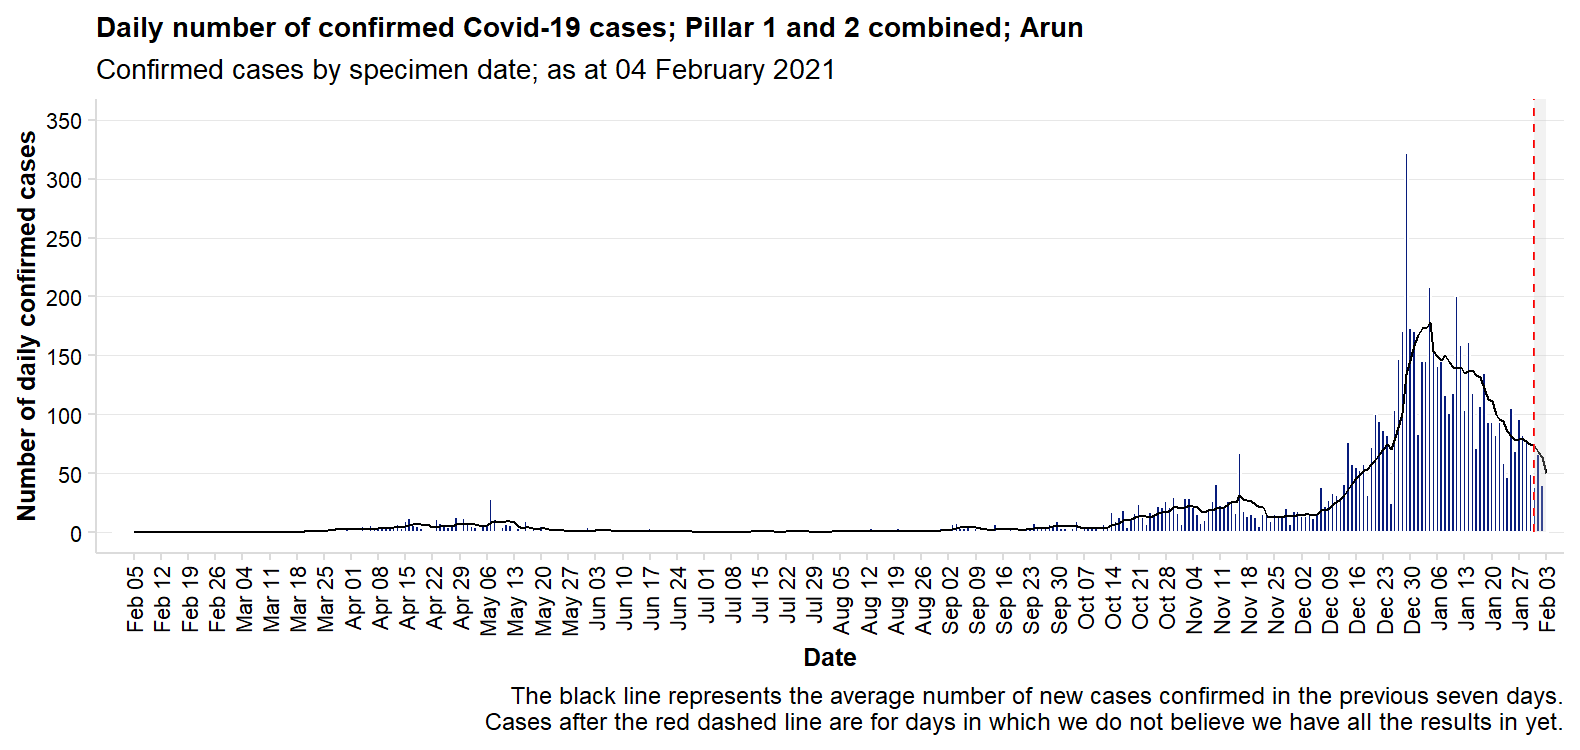 Daily number of confirmed Covid-19 cases; Pillar 1 and 2 combined; Arun
Confirmed cases by specimen date; as at 04 February 2021
Number of daily confirmed cases
350
300
250
200
150
100
50
0
Feb 05
Feb 12
Feb 19
Feb 26
Mar 04
Mar 11
Mar 18
Mar 25
Apr 01
Apr 08
Apr 15
Apr 22
Apr 29
May 06
May 13
May 20
May 27
Jun 03
Jun 10
Jun 17
Jun 24
Jul 01
Jul 08
Jul 15
Jul 22
Jul 29
Aug 05
Aug 12
Aug 19
Aug 26
Sep 02
Sep 09
Sep 16
Sep 23
Sep 30
Oct 07
Oct 14
Oct 21
Oct 28
Nov 04
Nov 11
Nov 18
Nov 25
Dec 02
Dec 09
Dec 16
Dec 23
Dec 30
Jan 06
Jan 13
Jan 20
Jan 27
Feb 03
Date
The black line represents the average number of new cases confirmed in the previous seven days.
Cases after the red dashed line are for days in which we do not believe we have all the results in yet.